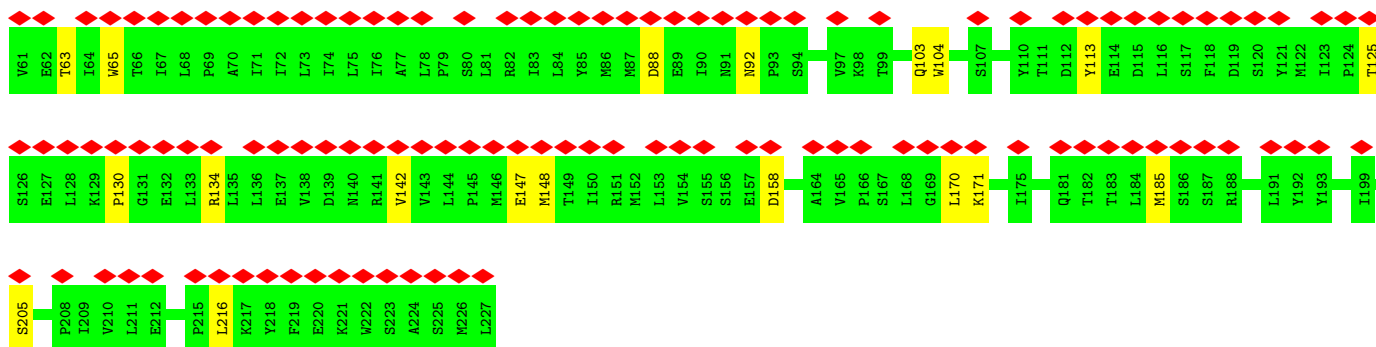 V61 E62 T63 I64 W65 T66 I67 L68 P69 A70 I71 I72 L73 I74 L75 I76 A77 L78 P79 S80 L81 R82 I83 L84 Y85 M86 M87 D88 E89 I90 N91 N92 P93 S94 V97 K98 T99 Q103 W104 S107 Y110 T111 D112 Y113 E114 D115 L116 S117 F118 D119 S120 Y121 M122 I123 P124 T125
S126 E127 L128 K129 P130 G131 E132 L133 R134 L135 L136 E137 V138 D139 N140 R141 V142 V143 L144 P145 M146 E147 M148 T149 I150 R151 M152 L153 V154 S155 S156 E157 D158 A164 V165 P166 S167 L168 G169 L170 K171 I175 Q181 T182 T183 L184 M185 S186 S187 R188 L191 Y192 Y193 I199
S205 P208 I209 V210 L211 E212 P215 L216 K217 Y218 F219 E220 K221 W222 S223 A224 S225 M226 L227